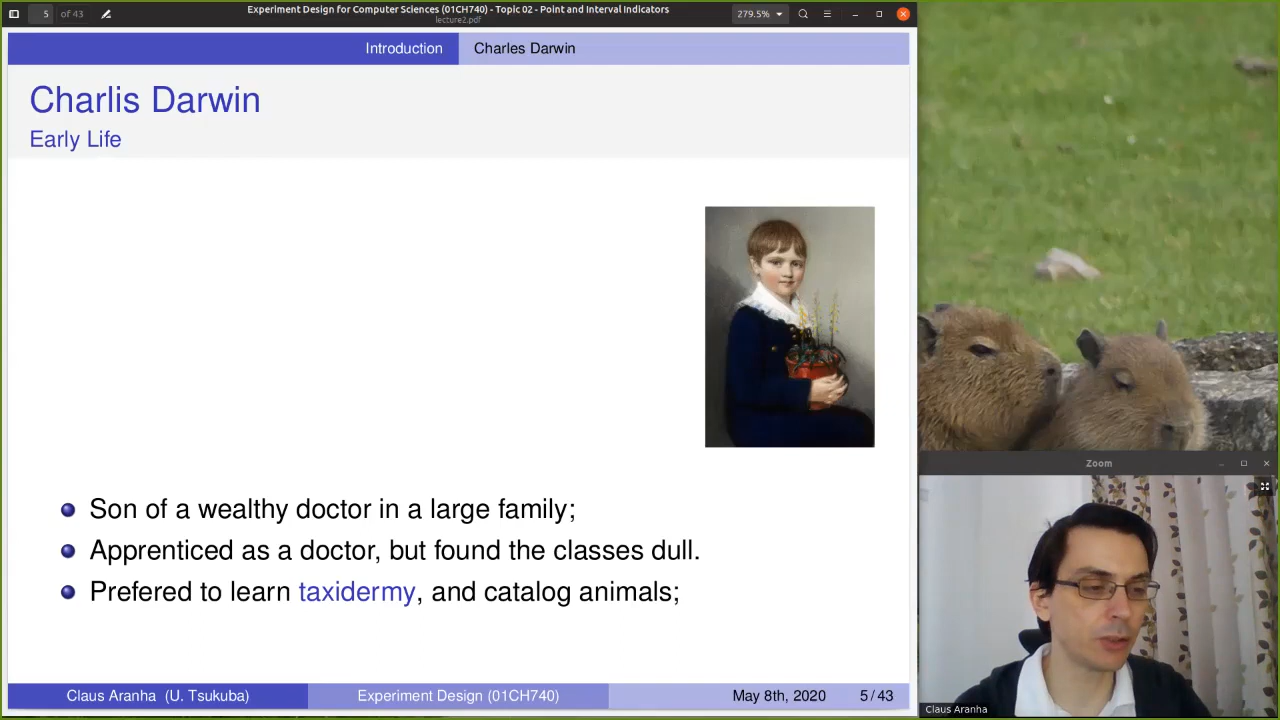 Experiment Design for Computer Sciences (01CH740) - Topic 02 - Point and Interval Indicators
lecture2.pdf
5 of 43
279.5%
Introduction Charles Darwin
Charlis Darwin
Early Life
Son of a wealthy doctor in a large family;
Apprenticed as a doctor, but found the classes dull.
Prefered to learn taxidermy, and catalog animals;
Claus Aranha (U. Tsukuba) Experiment Design (01CH740) May 8th, 2020 5 / 43
Zoom
Claus Aranha